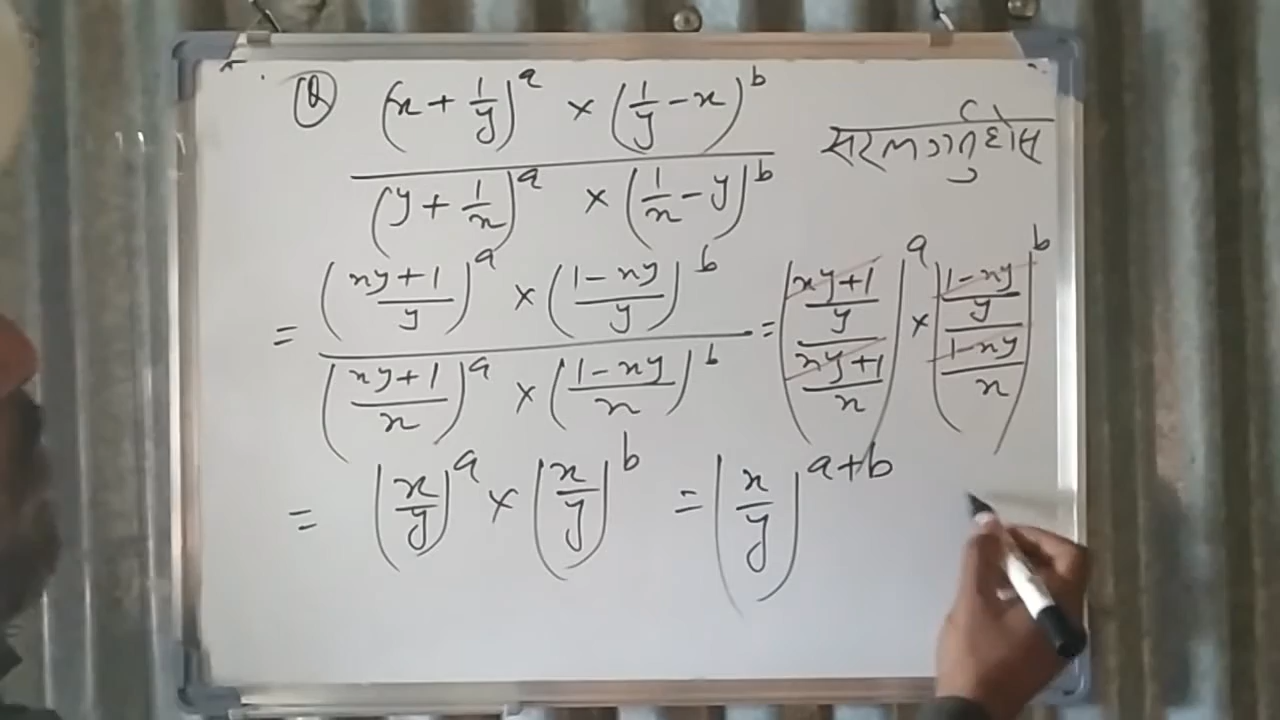 Q (x + 1/y)^a × (1/y - x)^b / (y + 1/x)^a × (1/x - y)^b
सरल गर्नुहोस
= ((xy+1)/y)^a × ((1-xy)/y)^b / ((xy+1)/x)^a × ((1-xy)/x)^b = (((xy+1)/y)/((xy+1)/x))^a × (((1-xy)/y)/((1-xy)/x))^b
= (x/y)^a × (x/y)^b = (x/y)^(a+b)